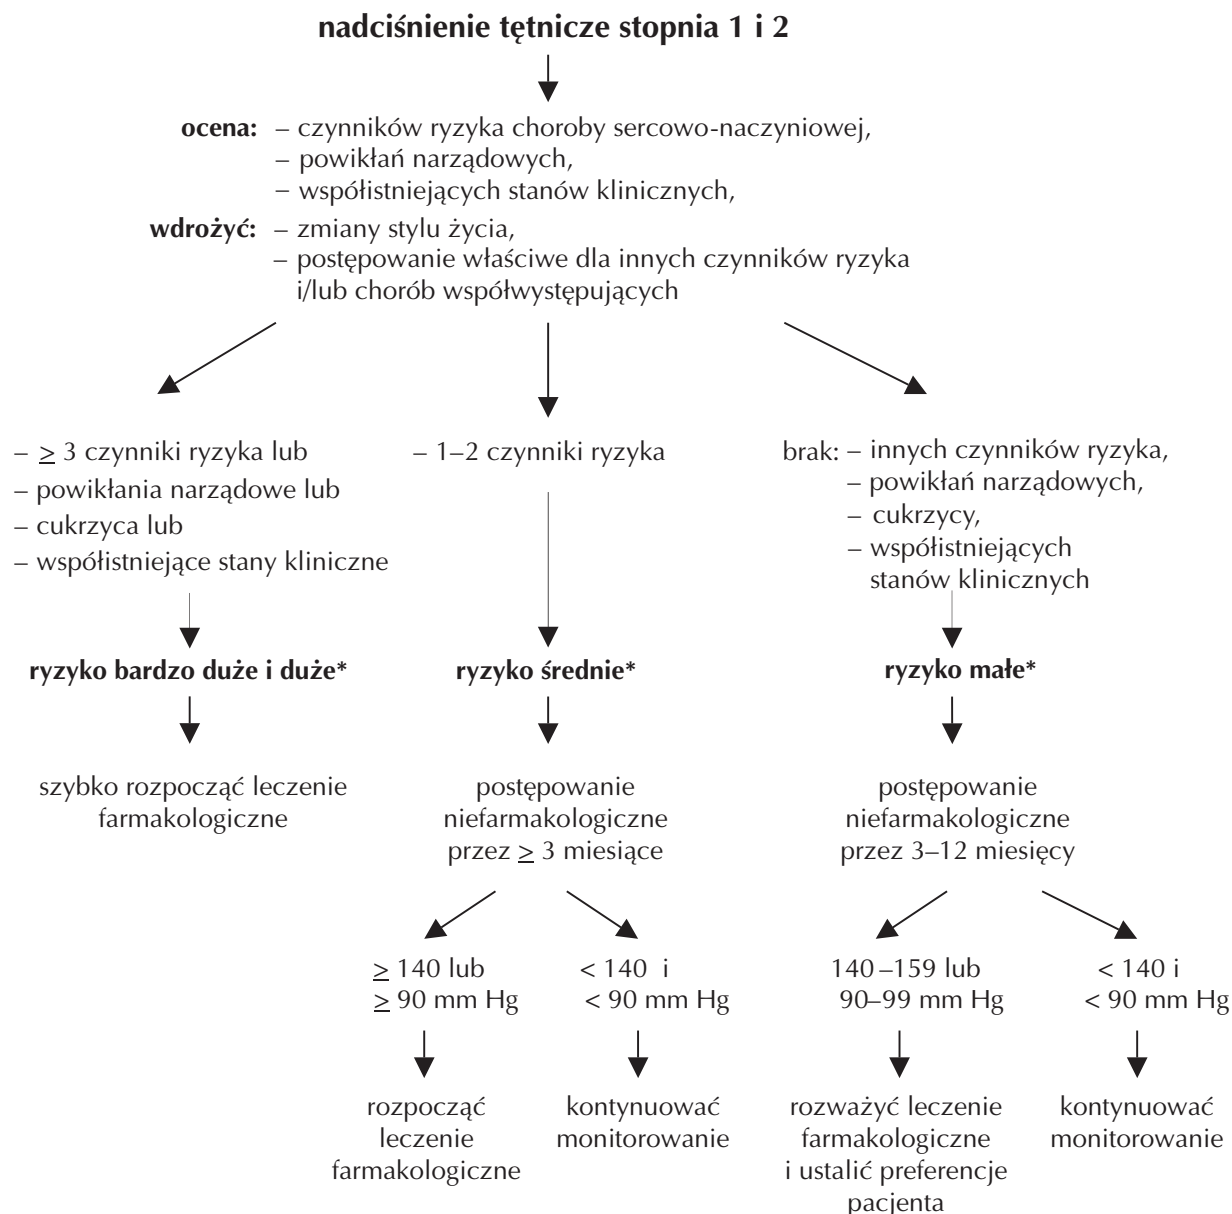 nadciśnienie tętnicze stopnia 1 i 2
ocena: – czynników ryzyka choroby sercowo-naczyniowej,
– powikłań narządowych,
– współistniejących stanów klinicznych,
wdrożyć: – zmiany stylu życia,
– postępowanie właściwe dla innych czynników ryzyka
i/lub chorób współwystępujących
– ≥ 3 czynniki ryzyka lub
– powikłania narządowe lub
– cukrzyca lub
– współistniejące stany kliniczne
– 1–2 czynniki ryzyka
brak: – innych czynników ryzyka,
– powikłań narządowych,
– cukrzycy,
– współistniejących
stanów klinicznych
ryzyko bardzo duże i duże*
ryzyko średnie*
ryzyko małe*
szybko rozpocząć leczenie
farmakologiczne
postępowanie
niefarmakologiczne
przez ≥ 3 miesiące
postępowanie
niefarmakologiczne
przez 3–12 miesięcy
≥ 140 lub
≥ 90 mm Hg
< 140 i
< 90 mm Hg
140–159 lub
90–99 mm Hg
< 140 i
< 90 mm Hg
rozpocząć
leczenie
farmakologiczne
kontynuować
monitorowanie
rozważyć leczenie
farmakologiczne
i ustalić preferencje
pacjenta
kontynuować
monitorowanie